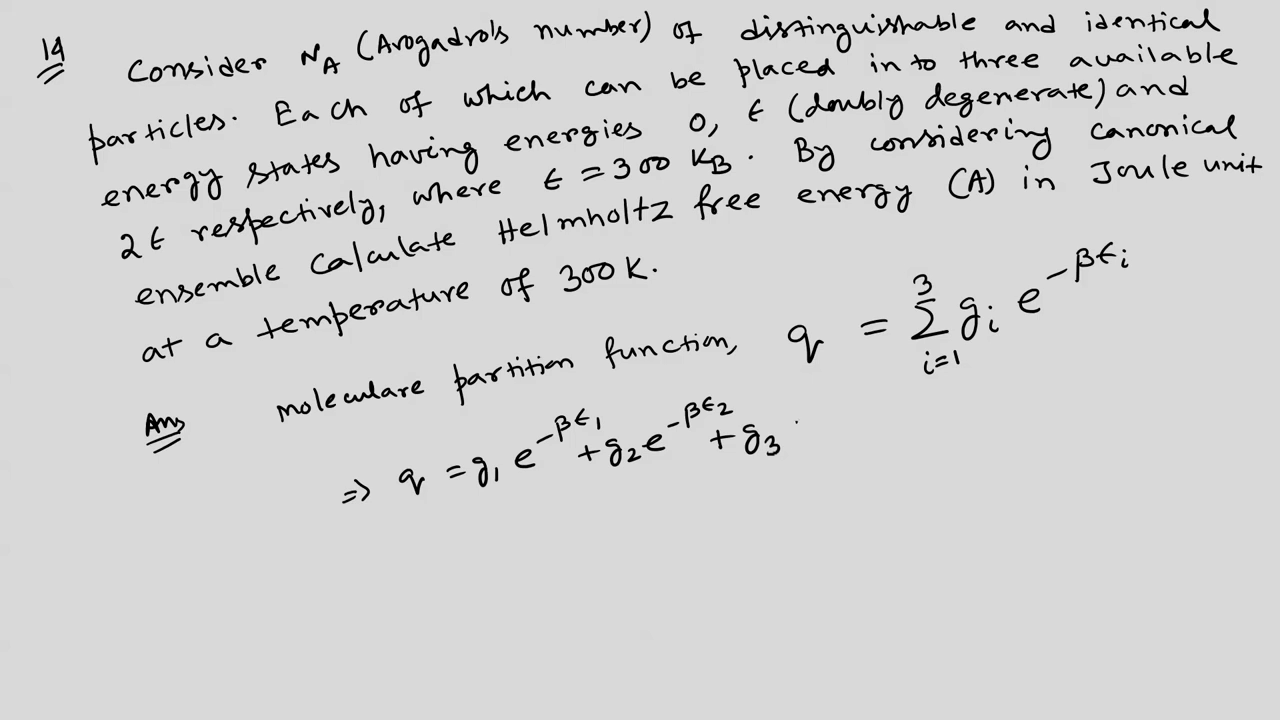 14 Consider N_A (Avogadro's number) of distinguishable and identical
particles. Each of which can be placed in to three available
energy states having energies 0, ϵ (doubly degenerate) and
2ϵ respectively, where ϵ = 300 K_B. By considering canonical
ensemble calculate Helmholtz free energy (A) in Joule unit
at a temperature of 300 K.
Ans moleculare partition function, q = ∑_{i=1}^{3} g_i e^{-βϵ_i}
⇒ q = g_1 e^{-βϵ_1} + g_2 e^{-βϵ_2} + g_3